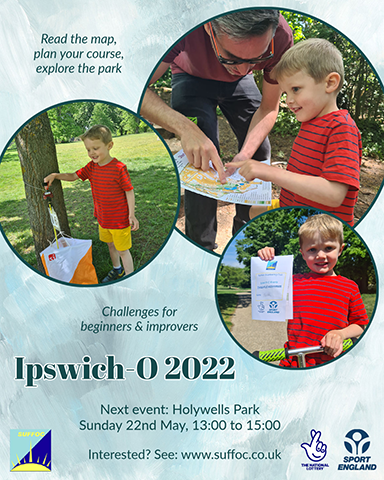 Read the map,
plan your course,
explore the park
Challenges for
beginners & improvers
Ipswich-O 2022
Next event: Holywells Park
Sunday 22nd May, 13:00 to 15:00
Interested? See: www.suffoc.co.uk
SUFFOC
THE NATIONAL
LOTTERY
SPORT
ENGLAND